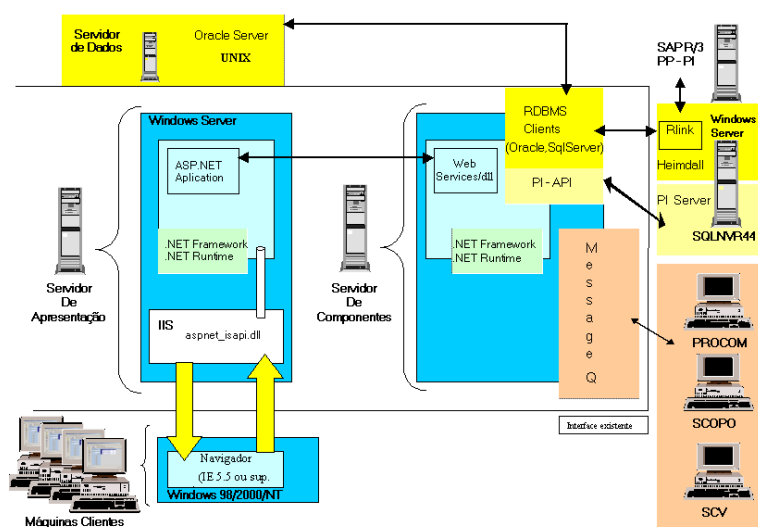 Servidor
de Dados
Oracle Server
UNIX
SAP R/3
PP - PI
Windows Server
ASP.NET
Aplication
.NET Framework
.NET Runtime
Servidor
De
Apresentação
IIS
aspnet_isapi.dll
Web
Services/dll
.NET Framework
.NET Runtime
Servidor
De
Componentes
RDBMS
Clients
(Oracle,SqlServer)
PI - API
Message Q
Windows
Server
Rlink
Heimdall
PI Server
SQLNVR44
PROCOM
SCOPO
SCV
Interface existente
Navegador
(IE 5.5 ou sup.
Windows 98/2000/NT
Máquinas Clientes